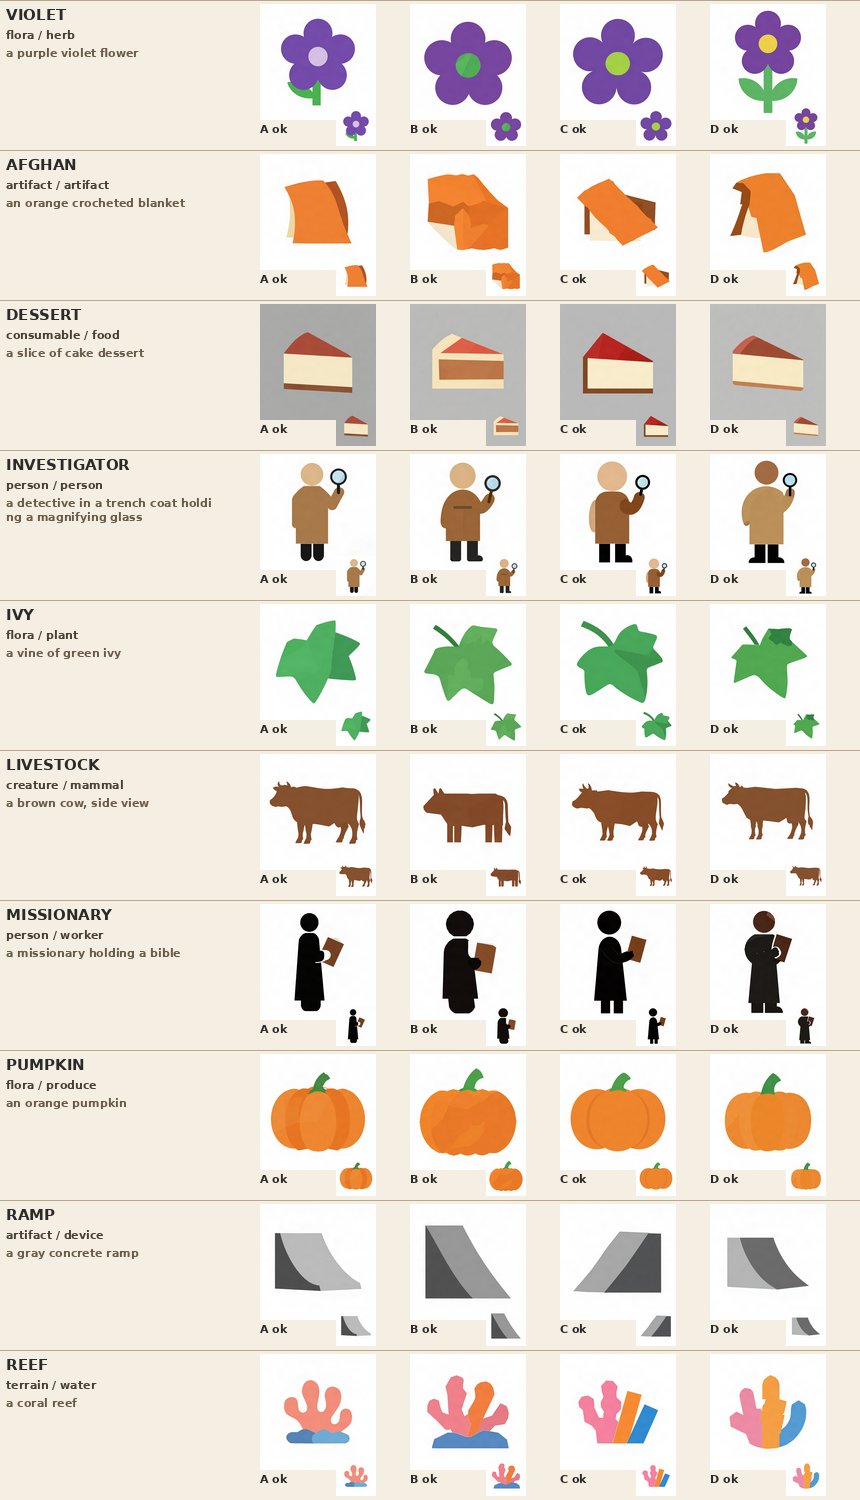 VIOLET
flora / herb
a purple violet flower
A ok
B ok
C ok
D ok
AFGHAN
artifact / artifact
an orange crocheted blanket
A ok
B ok
C ok
D ok
DESSERT
consumable / food
a slice of cake dessert
A ok
B ok
C ok
D ok
INVESTIGATOR
person / person
a detective in a trench coat holdi
ng a magnifying glass
A ok
B ok
C ok
D ok
IVY
flora / plant
a vine of green ivy
A ok
B ok
C ok
D ok
LIVESTOCK
creature / mammal
a brown cow, side view
A ok
B ok
C ok
D ok
MISSIONARY
person / worker
a missionary holding a bible
A ok
B ok
C ok
D ok
PUMPKIN
flora / produce
an orange pumpkin
A ok
B ok
C ok
D ok
RAMP
artifact / device
a gray concrete ramp
A ok
B ok
C ok
D ok
REEF
terrain / water
a coral reef
A ok
B ok
C ok
D ok